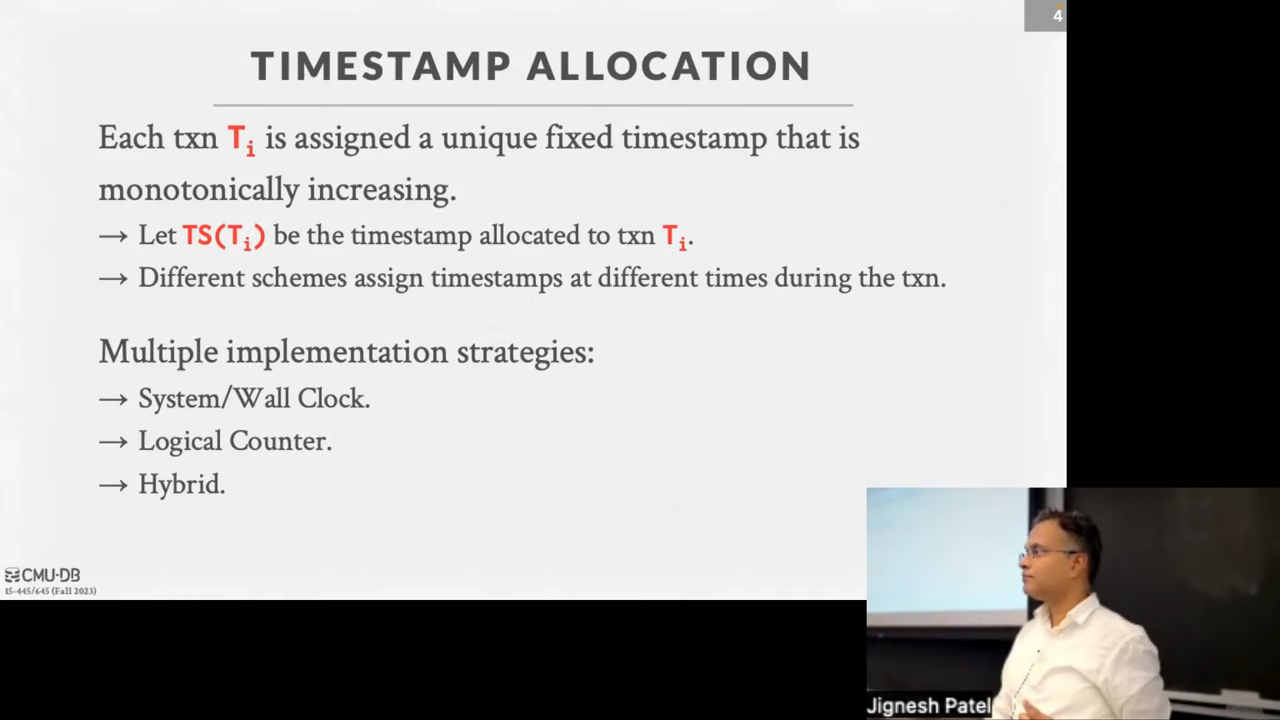 4
TIMESTAMP ALLOCATION
Each txn Ti is assigned a unique fixed timestamp that is
monotonically increasing.
→ Let TS(Ti) be the timestamp allocated to txn Ti.
→ Different schemes assign timestamps at different times during the txn.
Multiple implementation strategies:
→ System/Wall Clock.
→ Logical Counter.
→ Hybrid.
CMU·DB
15-445/645 (Fall 2023)
Jignesh Patel